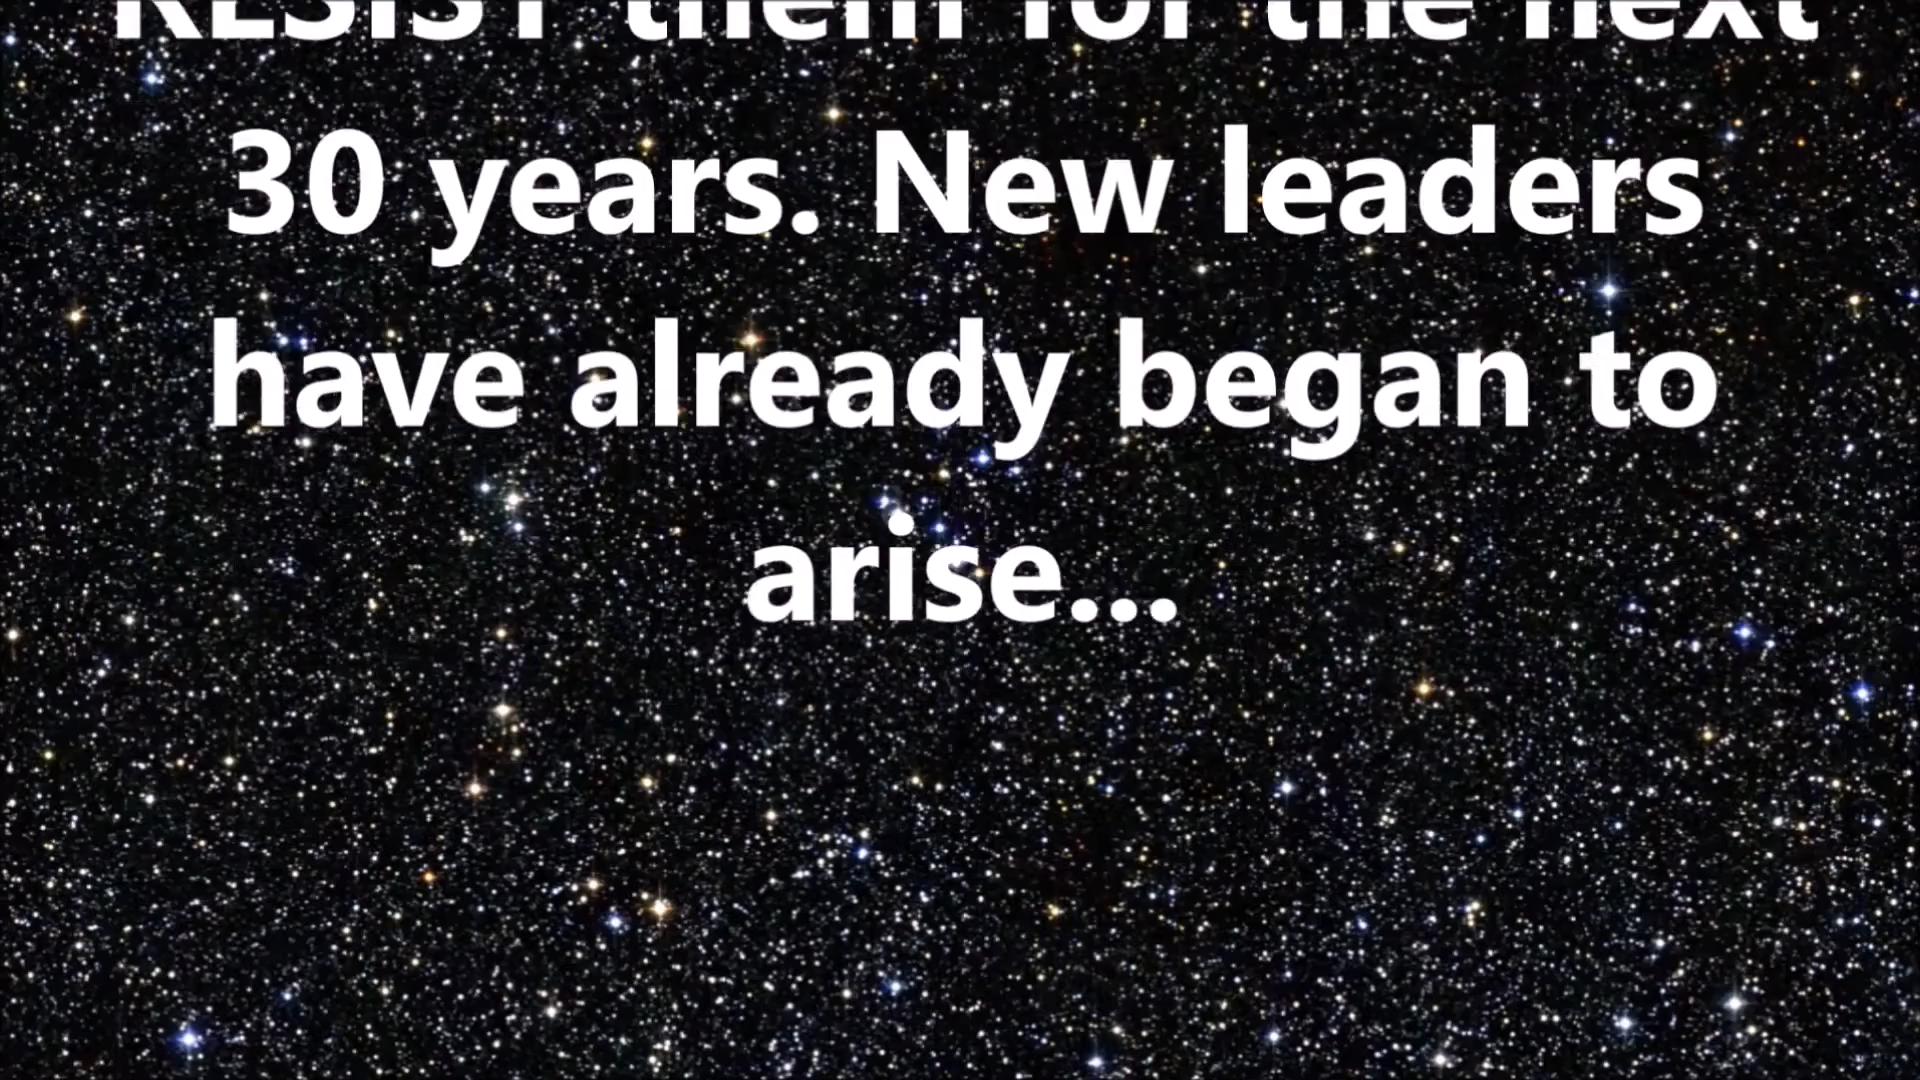 RESIST them for the next
30 years. New leaders
have already began to
arise...